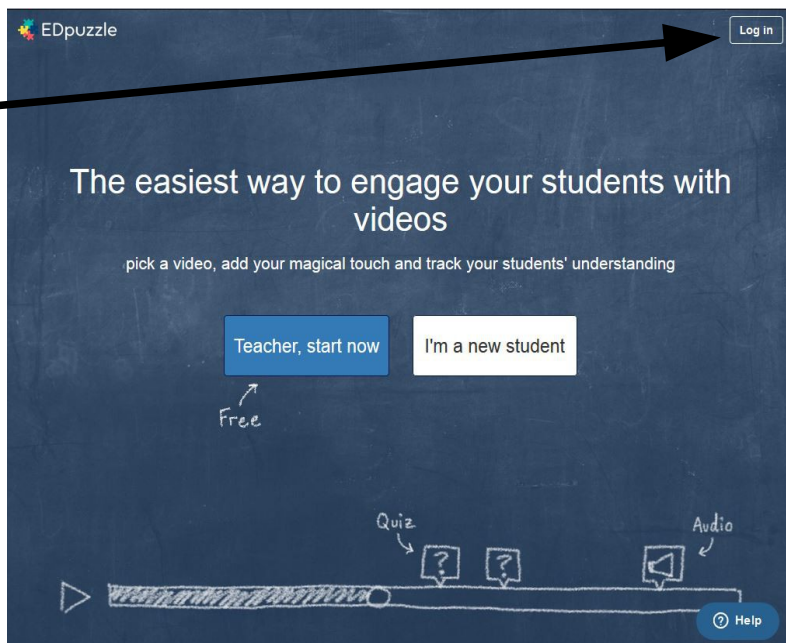 EDpuzzle
Log in
The easiest way to engage your students with
videos
pick a video, add your magical touch and track your students' understanding
Teacher, start now
I'm a new student
Free
Quiz
Audio
?
?
? Help